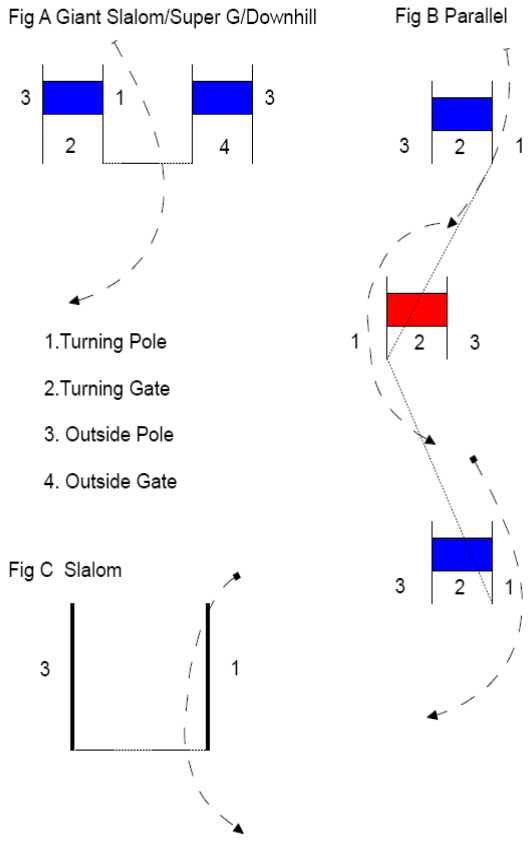 Fig A Giant Slalom/Super G/Downhill
3 1 3
2 4
1.Turning Pole
2.Turning Gate
3. Outside Pole
4. Outside Gate
Fig B Parallel
3 2 1
1 2 3
3 2 1
Fig C Slalom
3 1